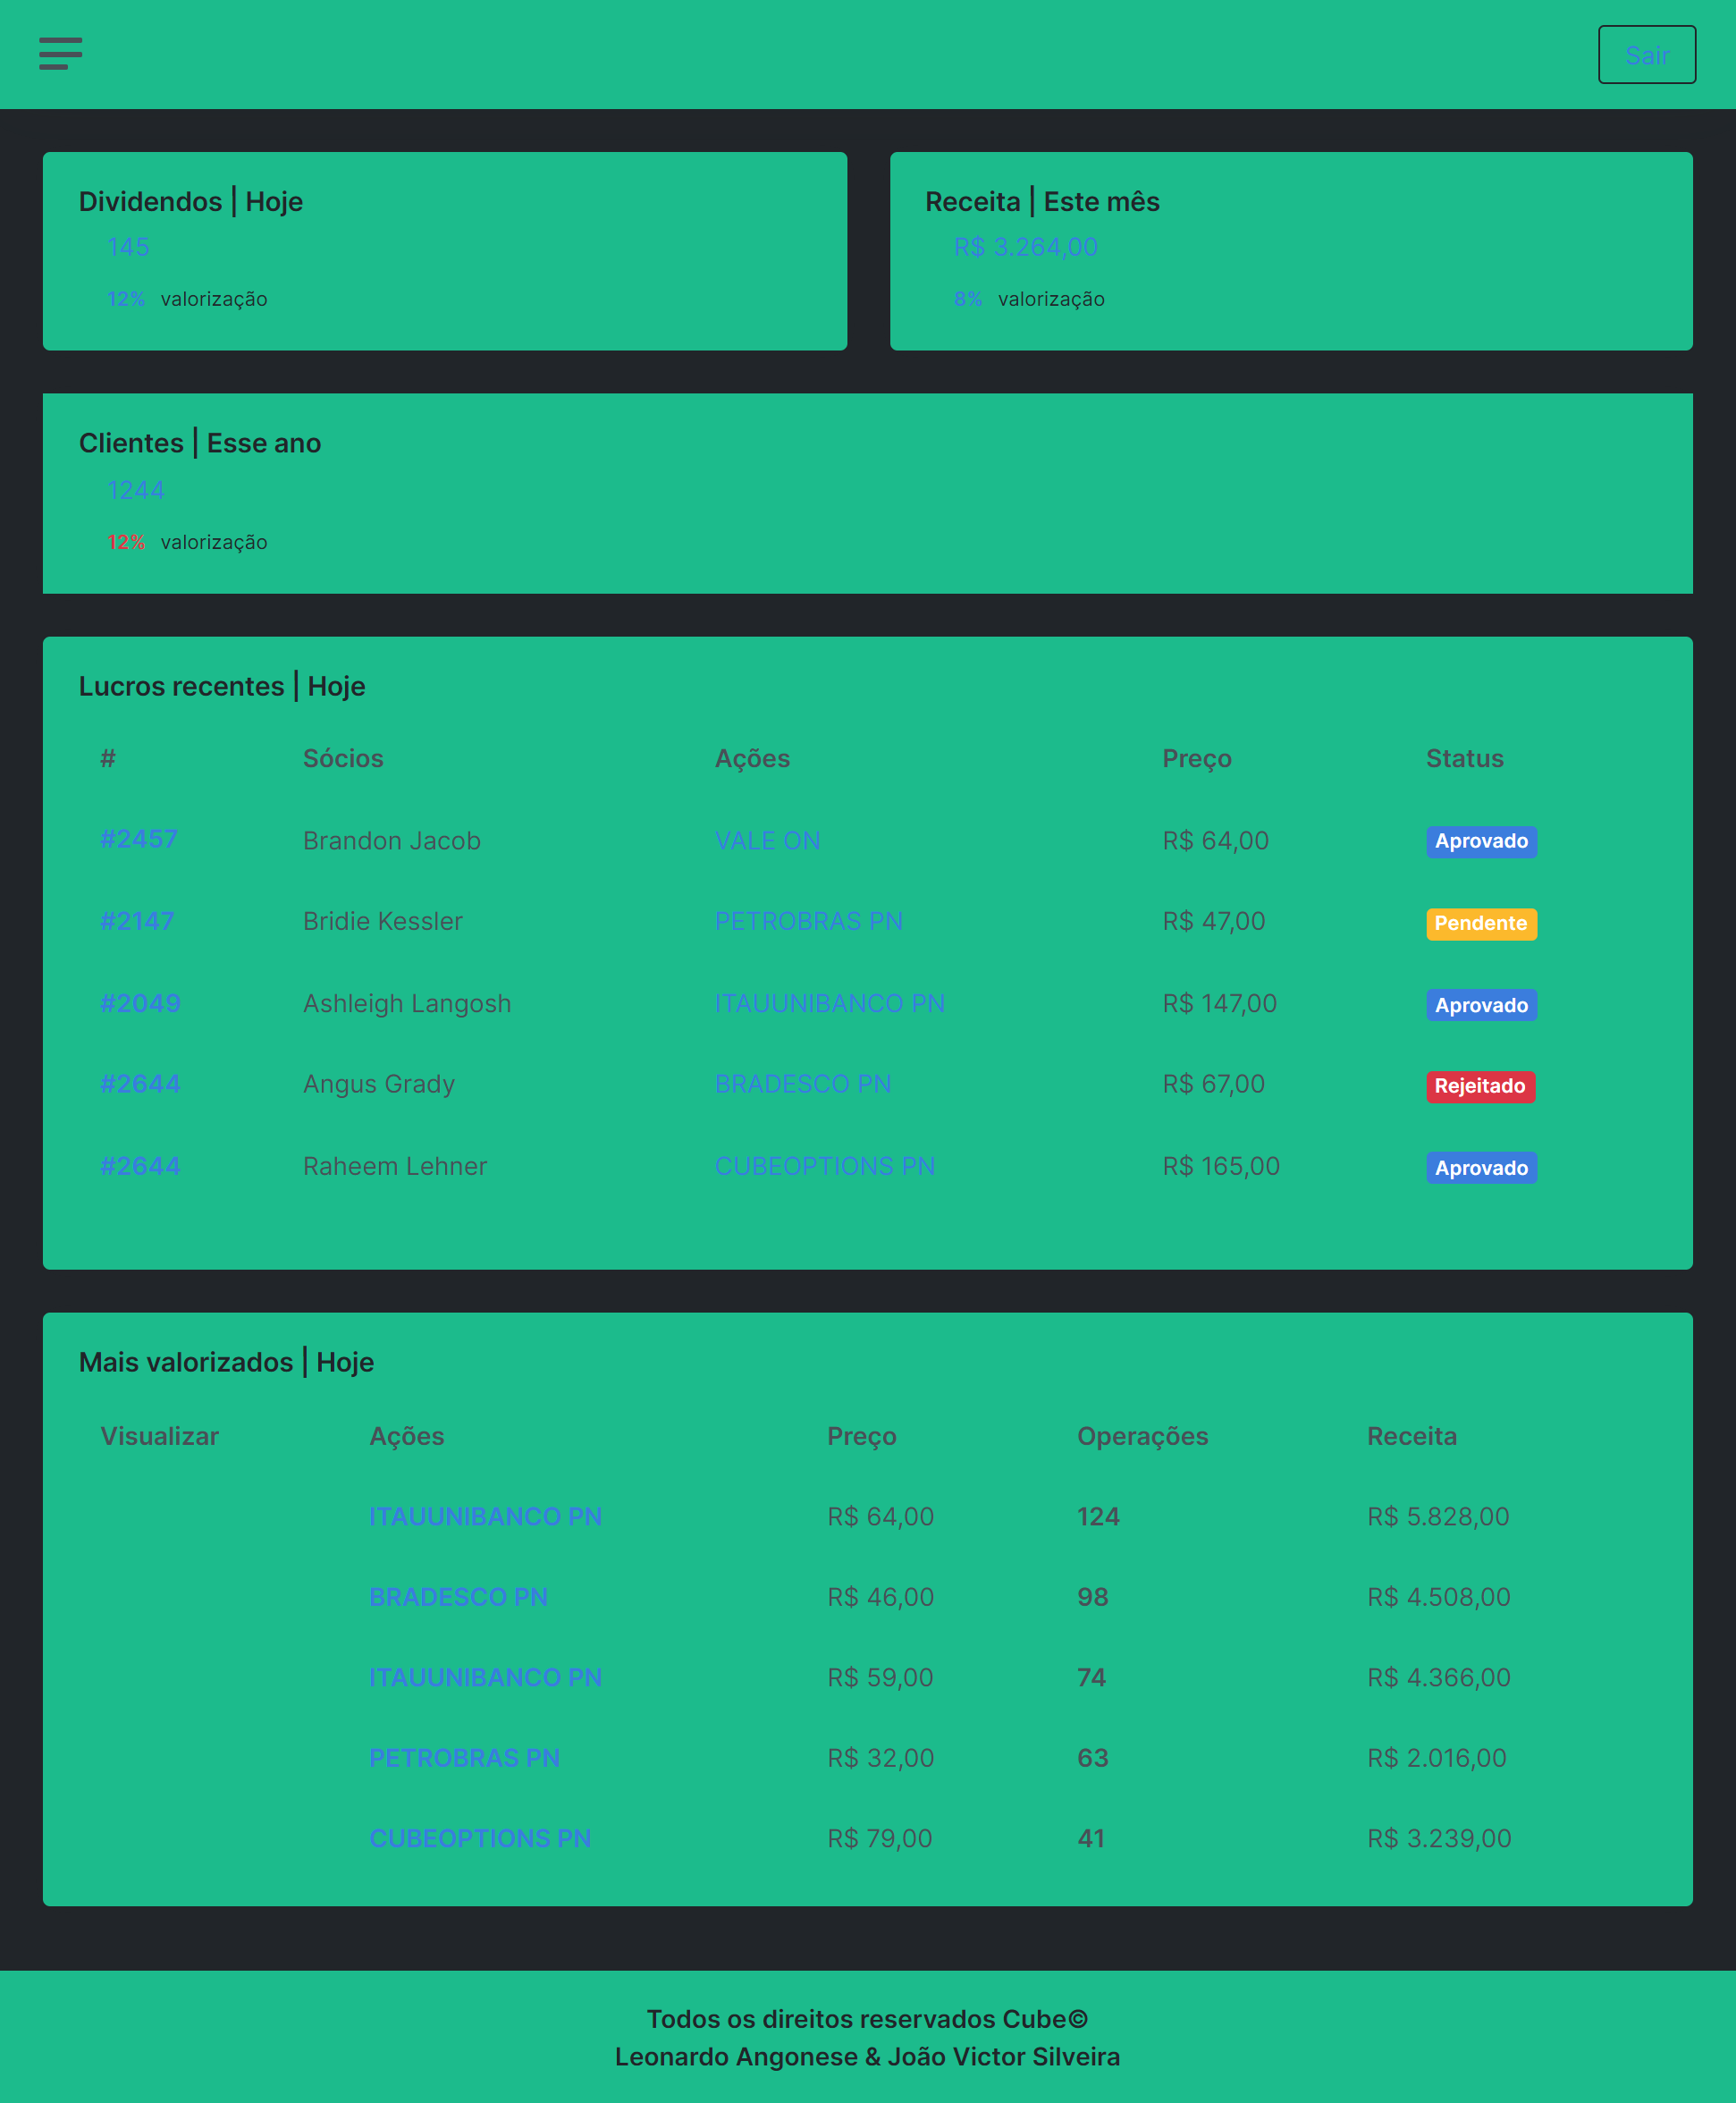 Sair
Dividendos | Hoje
145
12% valorização
Receita | Este mês
R$ 3.264,00
8% valorização
Clientes | Esse ano
1244
12% valorização
Lucros recentes | Hoje
# Sócios Ações Preço Status
#2457 Brandon Jacob VALE ON R$ 64,00 Aprovado
#2147 Bridie Kessler PETROBRAS PN R$ 47,00 Pendente
#2049 Ashleigh Langosh ITAUUNIBANCO PN R$ 147,00 Aprovado
#2644 Angus Grady BRADESCO PN R$ 67,00 Rejeitado
#2644 Raheem Lehner CUBEOPTIONS PN R$ 165,00 Aprovado
Mais valorizados | Hoje
Visualizar Ações Preço Operações Receita
ITAUUNIBANCO PN R$ 64,00 124 R$ 5.828,00
BRADESCO PN R$ 46,00 98 R$ 4.508,00
ITAUUNIBANCO PN R$ 59,00 74 R$ 4.366,00
PETROBRAS PN R$ 32,00 63 R$ 2.016,00
CUBEOPTIONS PN R$ 79,00 41 R$ 3.239,00
Todos os direitos reservados Cube©
Leonardo Angonese & João Victor Silveira